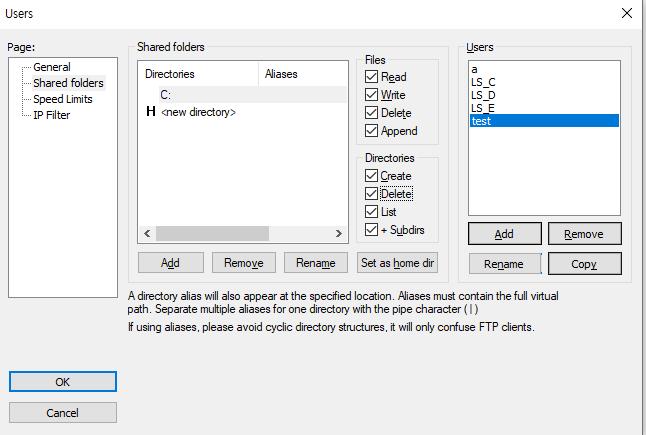 Users
Page:
General
Shared folders
Speed Limits
IP Filter
Shared folders
Directories Aliases
C:
H <new directory>
Add Remove Rename Set as home dir
Files
Read
Write
Delete
Append
Directories
Create
Delete
List
+ Subdirs
Users
a
LS_C
LS_D
LS_E
test
Add Remove
Rename Copy
A directory alias will also appear at the specified location. Aliases must contain the full virtual
path. Separate multiple aliases for one directory with the pipe character ( | )
If using aliases, please avoid cyclic directory structures, it will only confuse FTP clients.
OK
Cancel